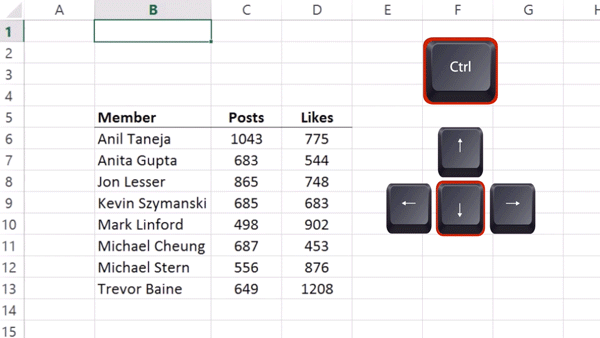 A B C D E F G H
1
2
3
4
5 Member Posts Likes
6 Anil Taneja 1043 775
7 Anita Gupta 683 544
8 Jon Lesser 865 748
9 Kevin Szymanski 685 683
10 Mark Linford 498 902
11 Michael Cheung 687 453
12 Michael Stern 556 876
13 Trevor Baine 649 1208
14
15
Ctrl
↑
← ↓ →